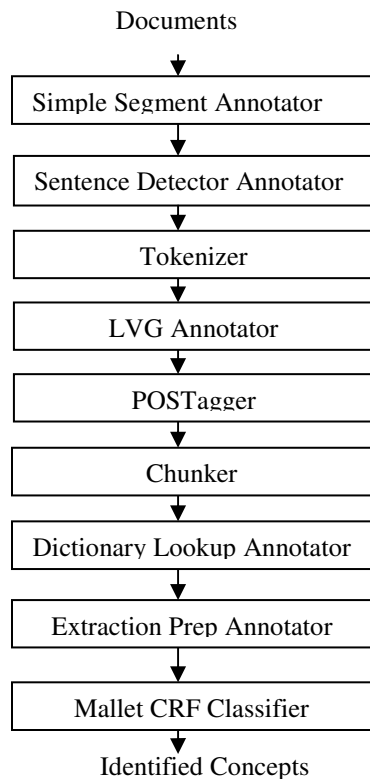 Documents
Simple Segment Annotator
Sentence Detector Annotator
Tokenizer
LVG Annotator
POSTagger
Chunker
Dictionary Lookup Annotator
Extraction Prep Annotator
Mallet CRF Classifier
Identified Concepts